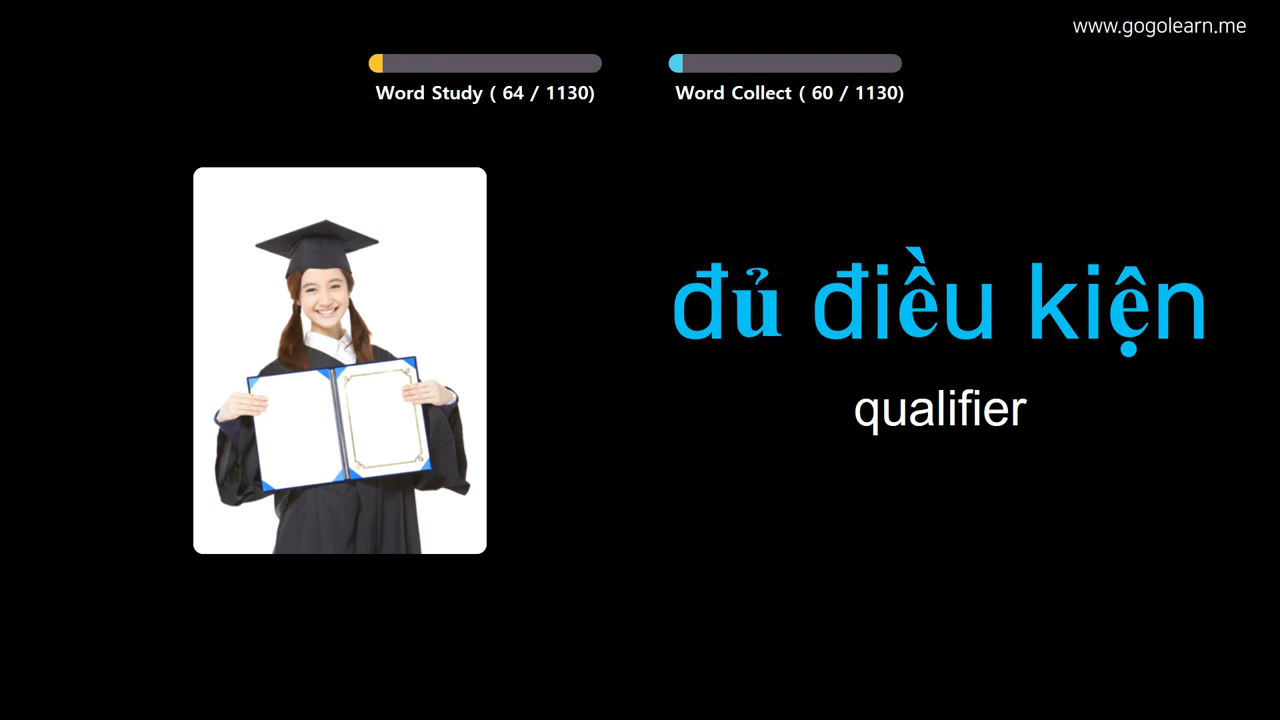 www.gogolearn.me
Word Study ( 64 / 1130)
Word Collect ( 60 / 1130)
đủ điều kiện
qualifier